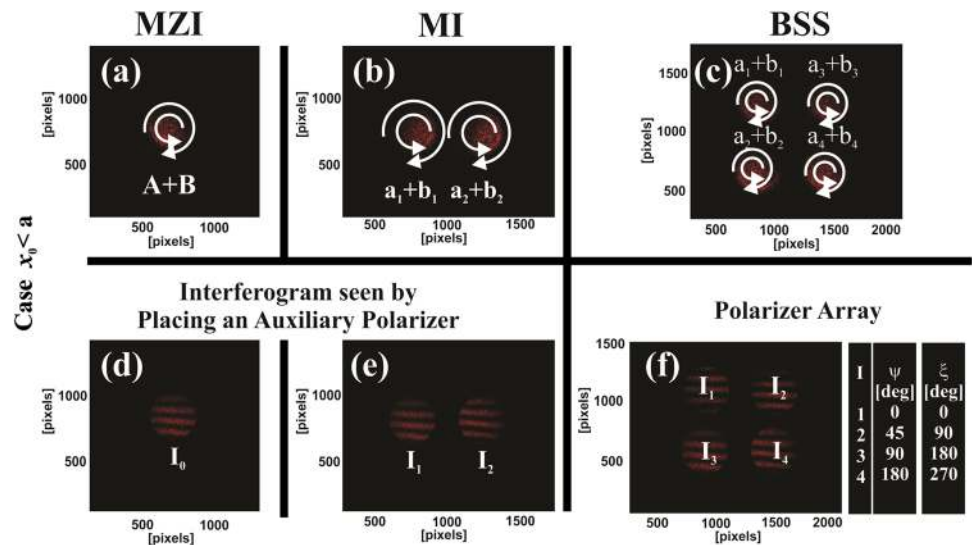 MZI
MI
BSS
Case x₀< a
(a)
1000
500
[pixels]
A+B
500 1000
[pixels]
(b)
1000
500
[pixels]
a₁+b₁ a₂+b₂
500 1000 1500
[pixels]
(c)
1500
1000
500
[pixels]
a₁+b₁ a₃+b₃
a₂+b₂ a₄+b₄
500 1000 1500 2000
[pixels]
Interferogram seen by
Placing an Auxiliary Polarizer
Polarizer Array
(d)
1000
500
[pixels]
I₀
500 1000
[pixels]
(e)
1000
500
[pixels]
I₁ I₂
500 1000 1500
[pixels]
(f)
1500
1000
500
[pixels]
I₁ I₂
I₃ I₄
500 1000 1500 2000
[pixels]
I ψ ξ
[deg] [deg]
1 0 0
2 45 90
3 90 180
4 180 270